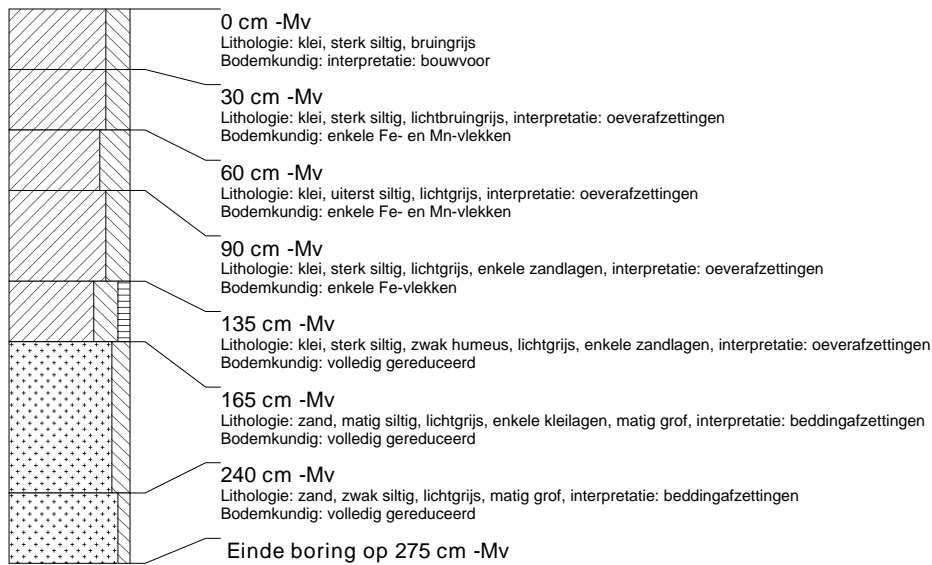 0 cm -Mv
Lithologie: klei, sterk siltig, bruingrijs
Bodemkundig: interpretatie: bouwvoor
30 cm -Mv
Lithologie: klei, sterk siltig, lichtbruingrijs, interpretatie: oeverafzettingen
Bodemkundig: enkele Fe- en Mn-vlekken
60 cm -Mv
Lithologie: klei, uiterst siltig, lichtgrijs, interpretatie: oeverafzettingen
Bodemkundig: enkele Fe- en Mn-vlekken
90 cm -Mv
Lithologie: klei, sterk siltig, lichtgrijs, enkele zandlagen, interpretatie: oeverafzettingen
Bodemkundig: enkele Fe-vlekken
135 cm -Mv
Lithologie: klei, sterk siltig, zwak humeus, lichtgrijs, enkele zandlagen, interpretatie: oeverafzettingen
Bodemkundig: volledig gereduceerd
165 cm -Mv
Lithologie: zand, matig siltig, lichtgrijs, enkele kleilagen, matig grof, interpretatie: beddingafzettingen
Bodemkundig: volledig gereduceerd
240 cm -Mv
Lithologie: zand, zwak siltig, lichtgrijs, matig grof, interpretatie: beddingafzettingen
Bodemkundig: volledig gereduceerd
Einde boring op 275 cm -Mv